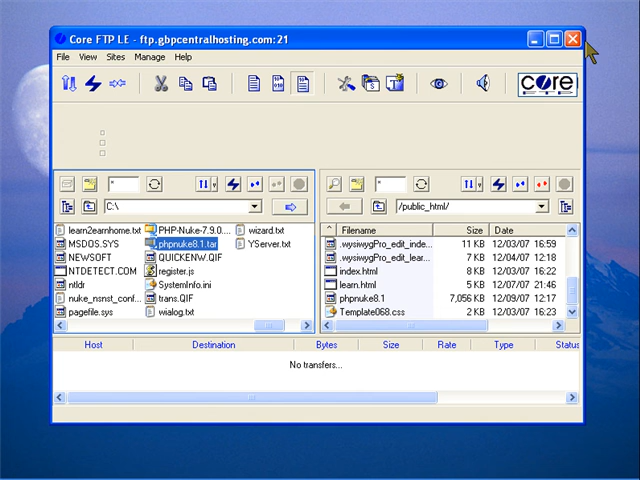 Core FTP LE - ftp.gbpcentralhosting.com:21
File View Sites Manage Help
core
FTP
*
*
C:\
/public_html/
learn2earnhome.txt PHP-Nuke-7.9.0.... wizard.txt
MSDOS.SYS phpnuke8.1.tar YServer.txt
NEWSOFT QUICKENW.QIF
NTDETECT.COM register.js
ntldr SystemInfo.ini
nuke_nsnst_conf... trans.QIF
pagefile.sys wialog.txt
Filename Size Date
.wysiwygPro_edit_inde... 11 KB 12/03/07 16:59
.wysiwygPro_edit_lear... 7 KB 12/04/07 12:18
index.html 8 KB 12/03/07 16:22
learn.html 5 KB 12/07/07 21:46
phpnuke8.1 7,056 KB 12/09/07 12:17
Template068.css 2 KB 12/03/07 16:23
Host Destination Bytes Size Rate Type Status
No transfers...